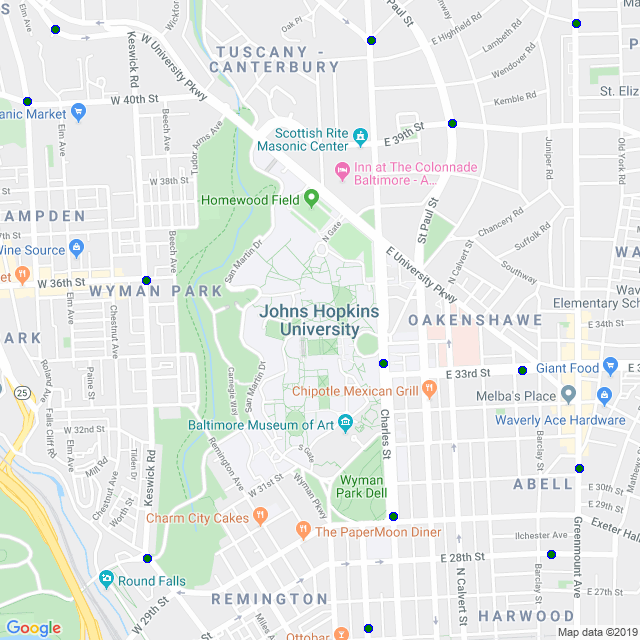 Wickfor
Oak Pl
Paul St
E Highfield Rd
Lambeth Rd
Wendover Rd
Kemble Rd
St. Eliz
TUSCANY -
CANTERBURY
W University Pkwy
Keswick Rd
W 40th St
anic Market
Elm Ave
Beech Ave
Tudor Arms Ave
Scottish Rite
Masonic Center
E 39th St
Juniper Rd
Old York Rd
Inn at The Colonnade
Baltimore - A...
W 38th St
Homewood Field
AMPDEN
N Gate
St Paul St
Chancery Rd
Suffolk Rd
WA
Wine Source
Beech Ave
San Martin Dr
E University Pkwy
N Calvert St
Southway
et
W 36th St
WYMAN PARK
Elm Ave
Chestnut Ave
Johns Hopkins
University
OAKENSHAWE
Wav
Elementary Sch
E 34th St
ARK
Roland Ave
Paine St
Carnegie Way
San Martin Dr
E 33rd St
Giant Food
25
Chipotle Mexican Grill
Melba's Place
Waverly Ace Hardware
Falls Cliff Rd
W 32nd St
Baltimore Museum of Art
Charles St
Barclay St
Mathews St
Mill Rd
Tilden Dr
Keswick Rd
Remington Ave
S Gate
Chestnut Ave
Worth St
W 31st St
Wyman Pkwy
Wyman
Park Dell
ABELL
E 30th St
E 29th St
Charm City Cakes
The PaperMoon Diner
Ilchester Ave
Exeter Hall
Greenmount Ave
E 28th St
Round Falls
W 29th St
N Calvert St
Barclay St
E 27th St
REMINGTON
HARWOOD
Ottobar
Google
Map data ©2019